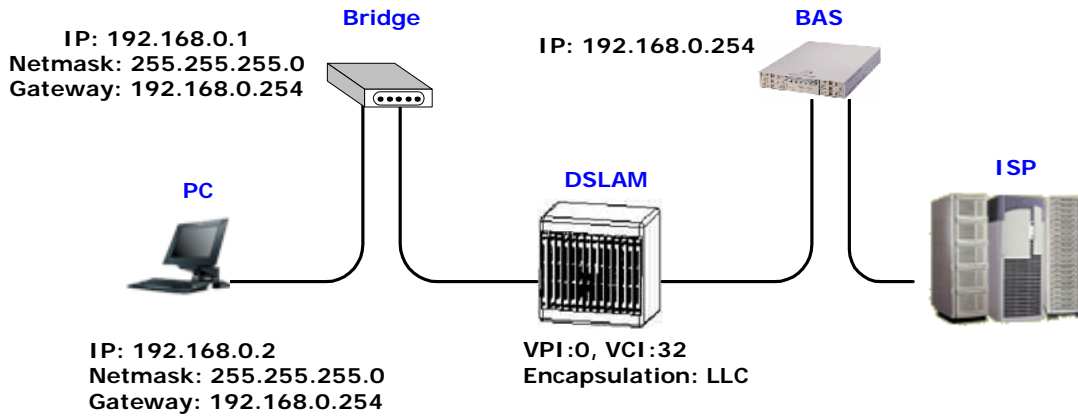 Bridge
IP: 192.168.0.1
Netmask: 255.255.255.0
Gateway: 192.168.0.254
BAS
IP: 192.168.0.254
PC
DSLAM
ISP
IP: 192.168.0.2
Netmask: 255.255.255.0
Gateway: 192.168.0.254
VPI:0, VCI:32
Encapsulation: LLC